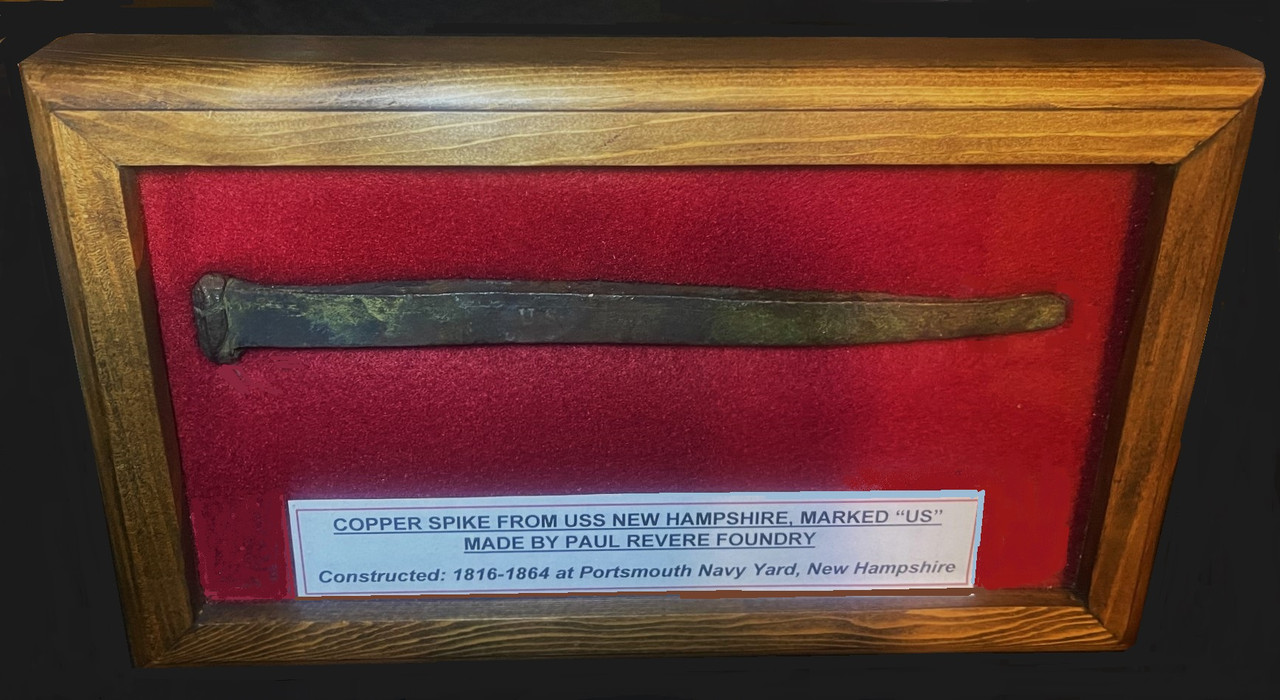 U S
COPPER SPIKE FROM USS NEW HAMPSHIRE, MARKED “US”
MADE BY PAUL REVERE FOUNDRY
Constructed: 1816-1864 at Portsmouth Navy Yard, New Hampshire